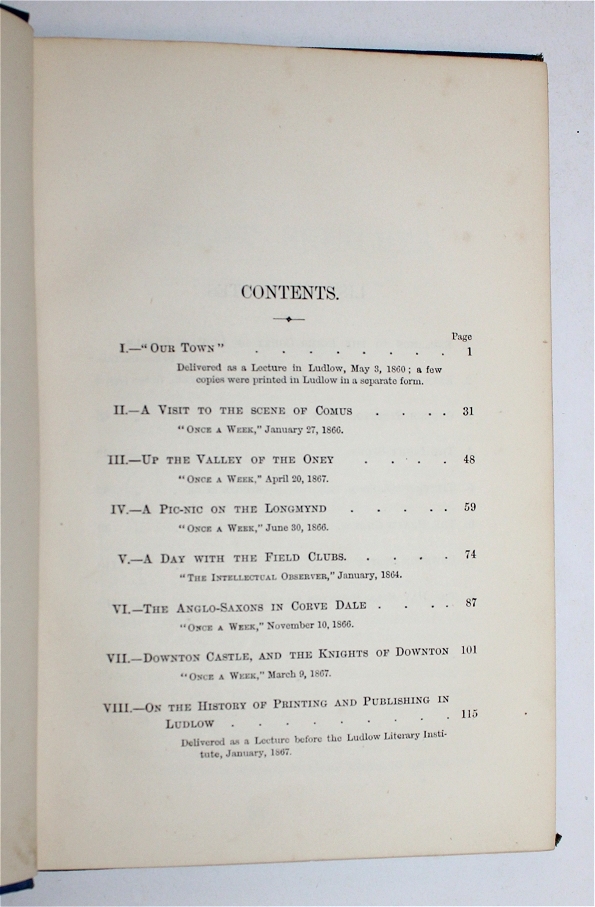 CONTENTS.
Page
I.—“OUR TOWN” . . . . . . . . 1
Delivered as a Lecture in Ludlow, May 3, 1860; a few
copies were printed in Ludlow in a separate form.
II.—A VISIT TO THE SCENE OF COMUS . . . . 31
“ONCE A WEEK,” January 27, 1866.
III.—UP THE VALLEY OF THE ONEY . . . . 48
“ONCE A WEEK,” April 20, 1867.
IV.—A PIC-NIC ON THE LONGMYND . . . . . 59
“ONCE A WEEK,” June 30, 1866.
V.—A DAY WITH THE FIELD CLUBS. . . . . 74
“THE INTELLECTUAL OBSERVER,” January, 1864.
VI.—THE ANGLO-SAXONS IN CORVE DALE . . . . 87
“ONCE A WEEK,” November 10, 1866.
VII.—DOWNTON CASTLE, AND THE KNIGHTS OF DOWNTON 101
“ONCE A WEEK,” March 9, 1867.
VIII.—ON THE HISTORY OF PRINTING AND PUBLISHING IN
LUDLOW . . . . . . . . . 115
Delivered as a Lecture before the Ludlow Literary Insti-
tute, January, 1867.